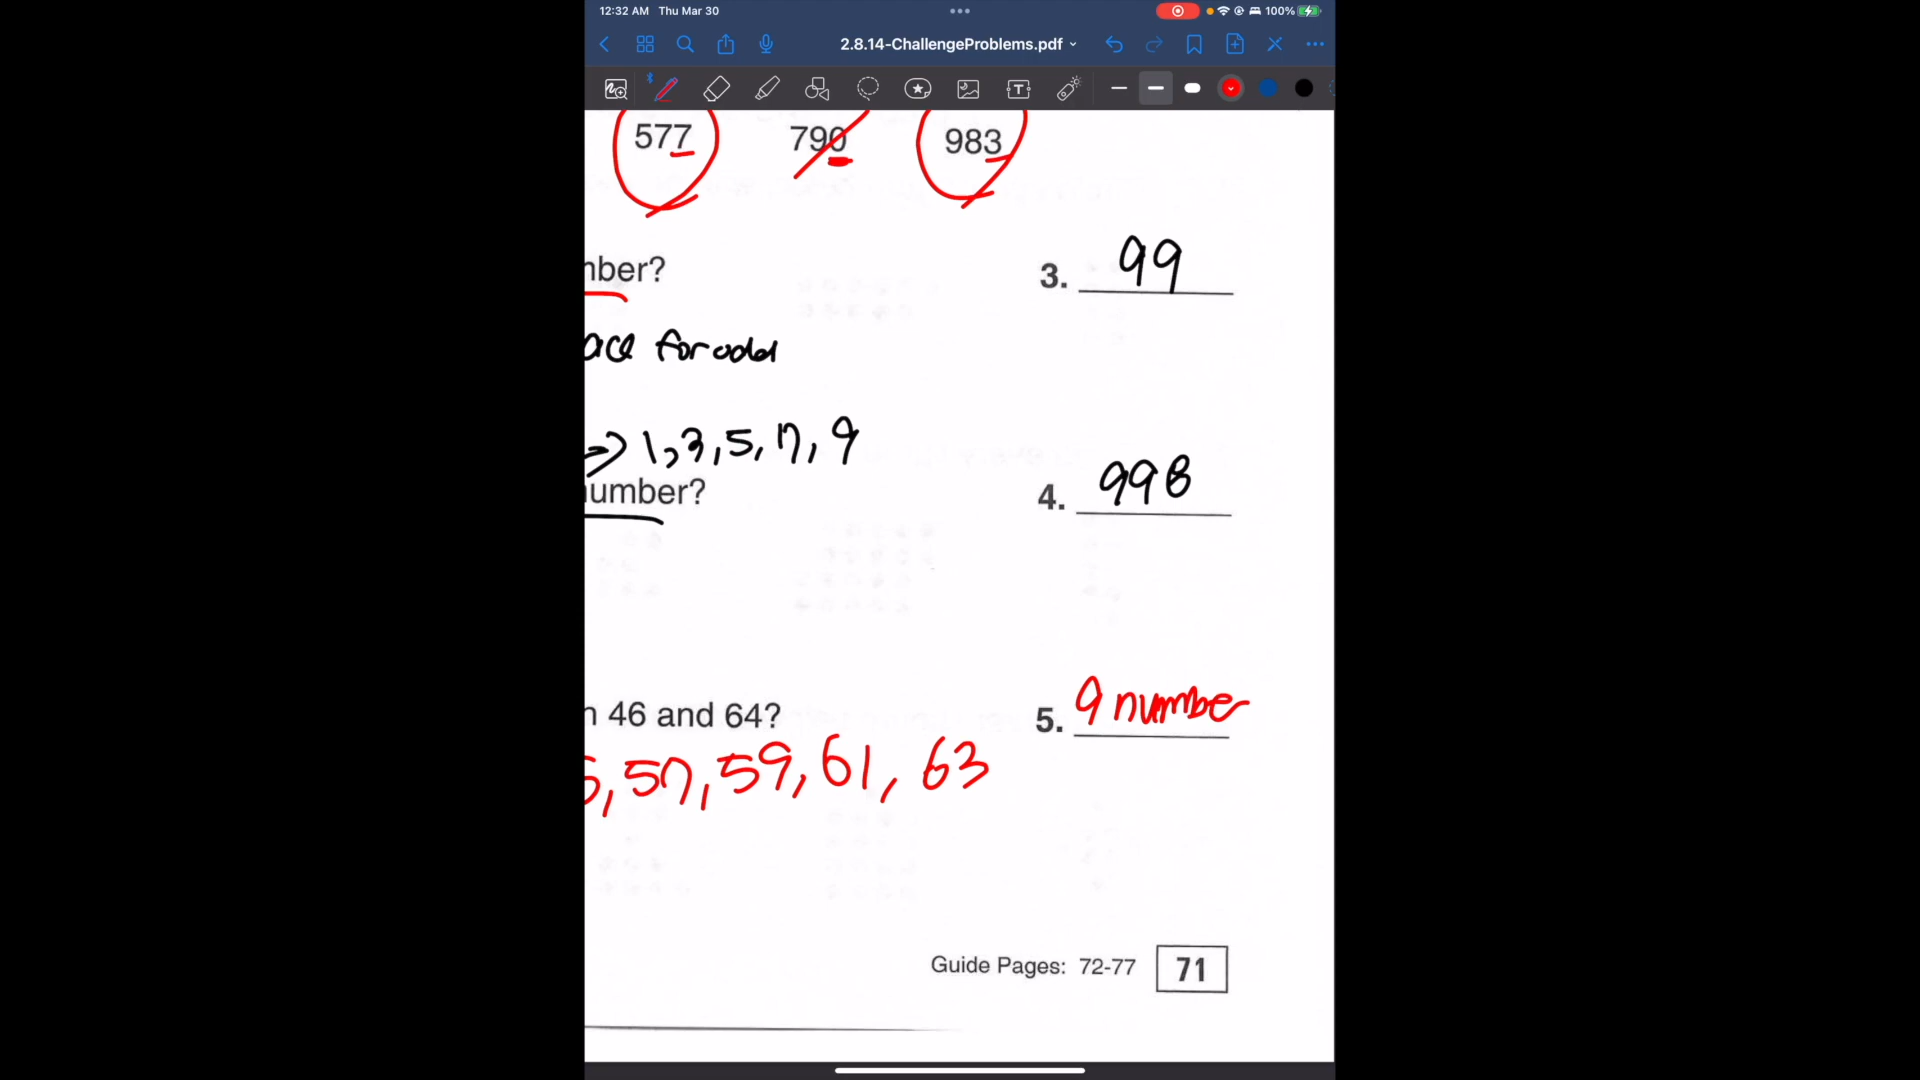 12:32 AM Thu Mar 30
100%
2.8.14-ChallengeProblems.pdf
577 790 983
nber?
3. 99
ace for odd
1,3,5,7,9
umber?
4. 998
n 46 and 64?
5. 9 number
5, 57, 59, 61, 63
Guide Pages: 72-77 71